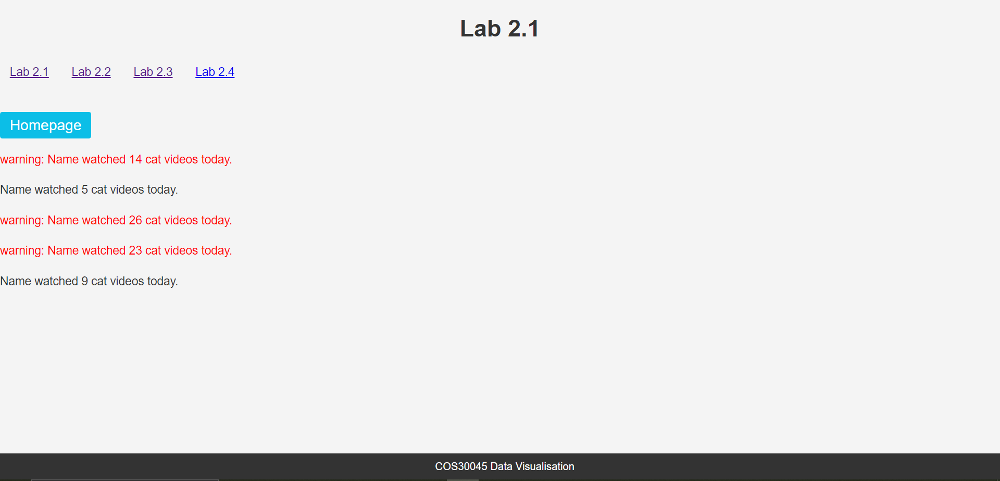 Lab 2.1
Lab 2.1 Lab 2.2 Lab 2.3 Lab 2.4
Homepage
warning: Name watched 14 cat videos today.
Name watched 5 cat videos today.
warning: Name watched 26 cat videos today.
warning: Name watched 23 cat videos today.
Name watched 9 cat videos today.
COS30045 Data Visualisation